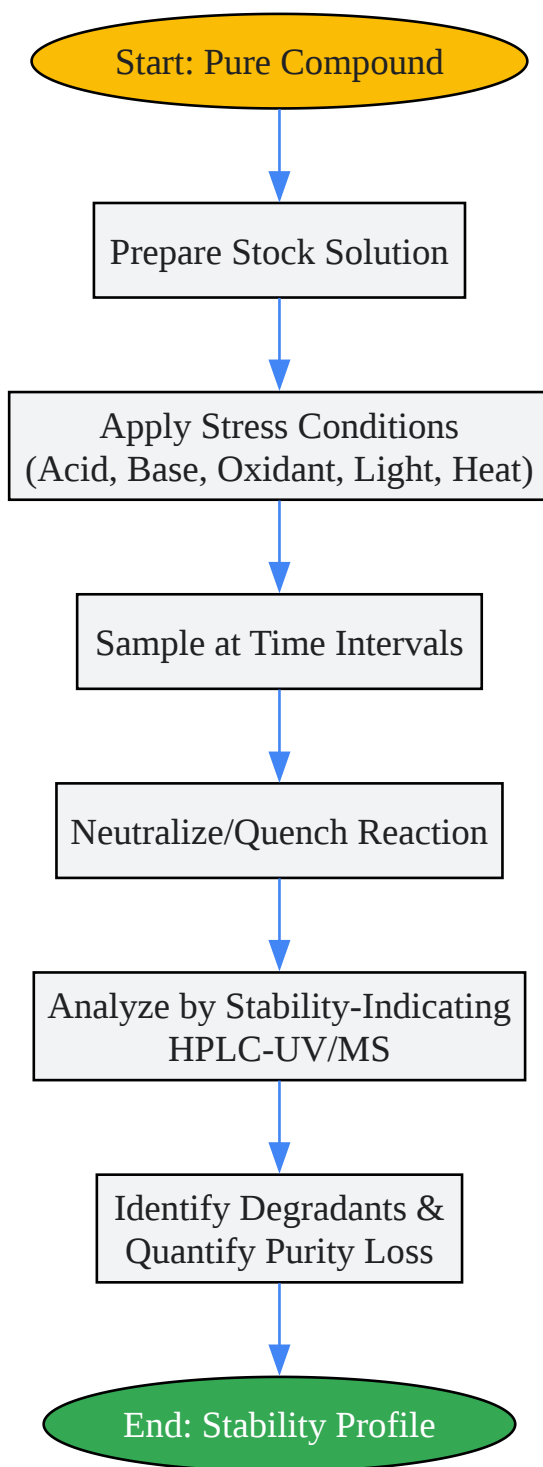 Start: Pure Compound
Prepare Stock Solution
Apply Stress Conditions
(Acid, Base, Oxidant, Light, Heat)
Sample at Time Intervals
Neutralize/Quench Reaction
Analyze by Stability-Indicating
HPLC-UV/MS
Identify Degradants &
Quantify Purity Loss
End: Stability Profile